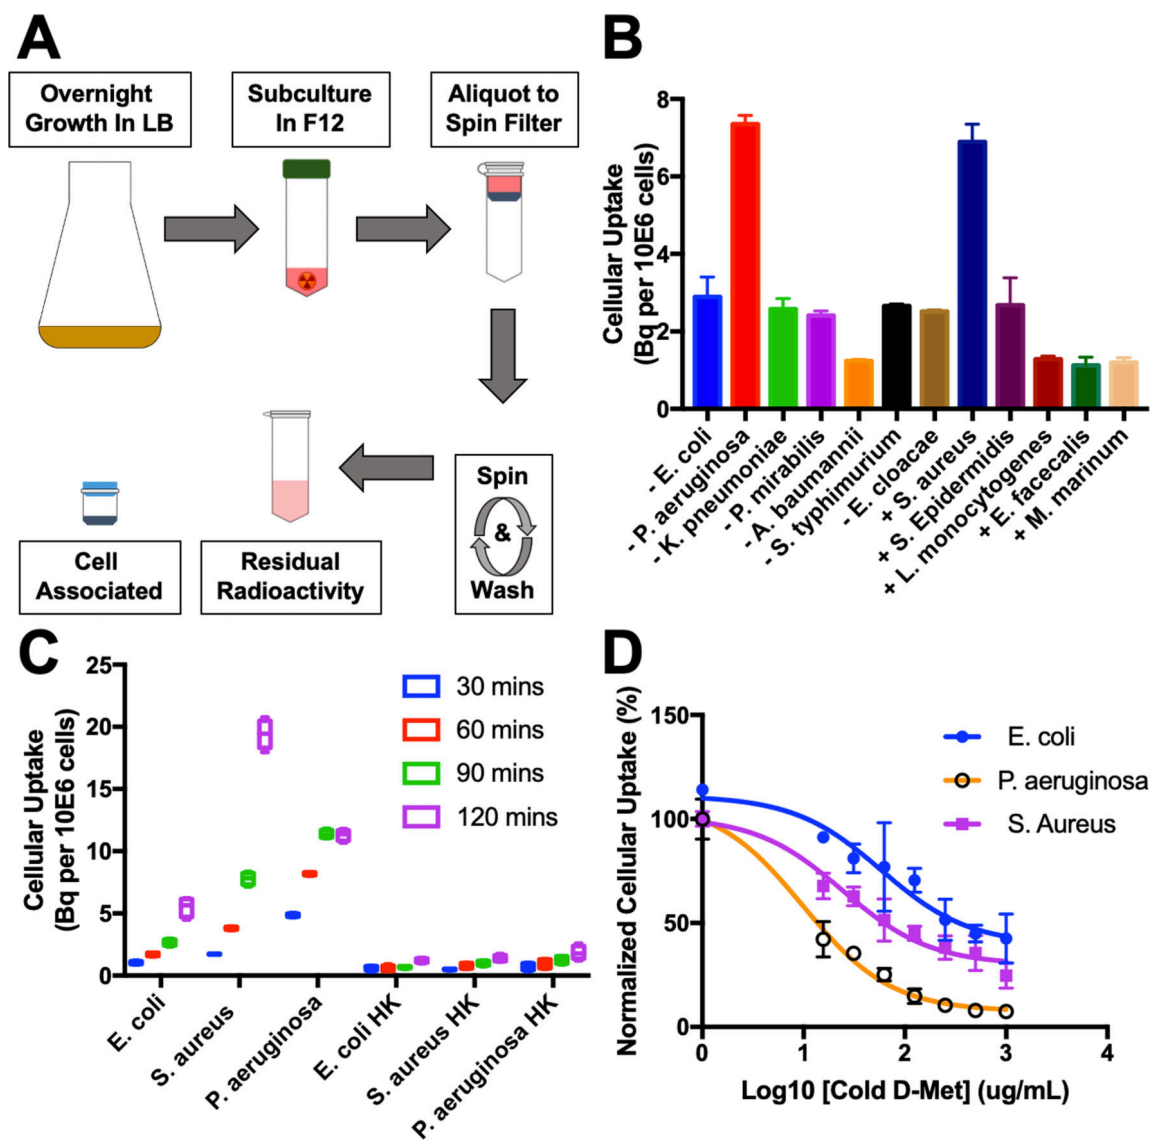 A
Overnight
Growth In LB
Subculture
In F12
Aliquot to
Spin Filter
Spin
&
Wash
Residual
Radioactivity
Cell
Associated
B
Cellular Uptake
(Bq per 10E6 cells)
8
6
4
2
0
- E. coli
- P. aeruginosa
- K. pneumoniae
- P. mirabilis
- A. baumannii
- S. typhimurium
- E. cloacae
+ S. aureus
+ S. Epidermidis
+ L. monocytogenes
+ E. facecalis
+ M. marinum
C
Cellular Uptake
(Bq per 10E6 cells)
25
20
15
10
5
0
30 mins
60 mins
90 mins
120 mins
E. coli
S. aureus
P. aeruginosa
E. coli HK
S. aureus HK
P. aeruginosa HK
D
Normalized Cellular Uptake (%)
150
100
50
0
E. coli
P. aeruginosa
S. Aureus
0
1
2
3
4
Log10 [Cold D-Met] (ug/mL)